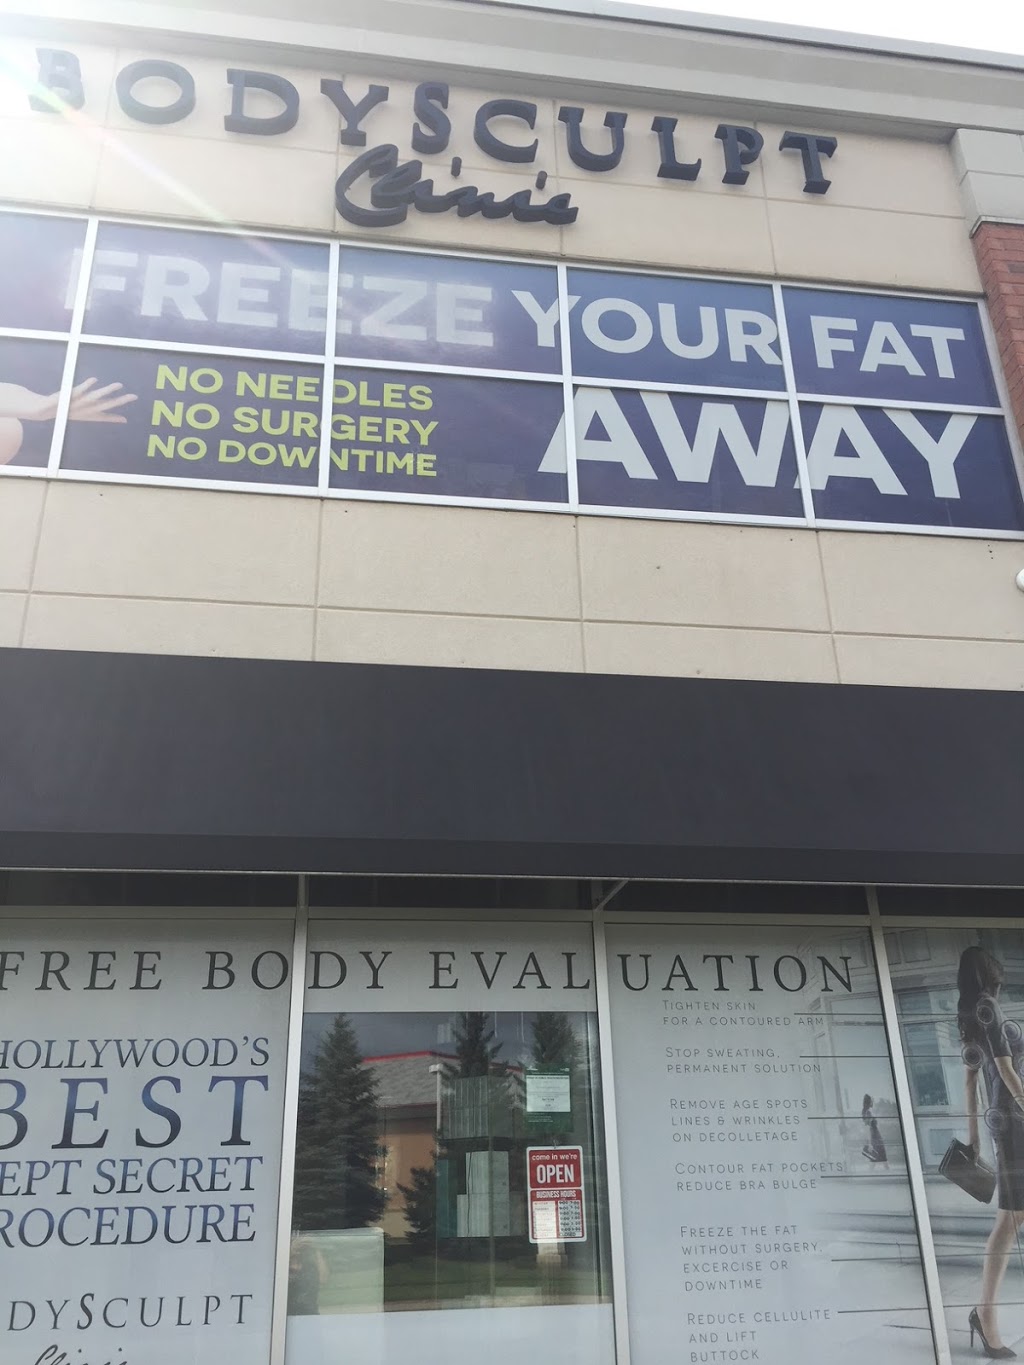 BODYSCULPT
Clinic
FREEZE YOUR FAT
AWAY
NO NEEDLES
NO SURGERY
NO DOWNTIME
FREE BODY EVALUATION
HOLLYWOOD'S
BEST
EPT SECRET
ROCEDURE
DYSCULPT
Clinic
come in we're
OPEN
BUSINESS HOURS
TIGHTEN SKIN
FOR A CONTOURED ARM
STOP SWEATING,
PERMANENT SOLUTION
REMOVE AGE SPOTS
LINES & WRINKLES
ON DECOLLETAGE
CONTOUR FAT POCKETS
REDUCE BRA BULGE
FREEZE THE FAT
WITHOUT SURGERY,
EXCERCISE OR
DOWNTIME
REDUCE CELLULITE
AND LIFT
BUTTOCK